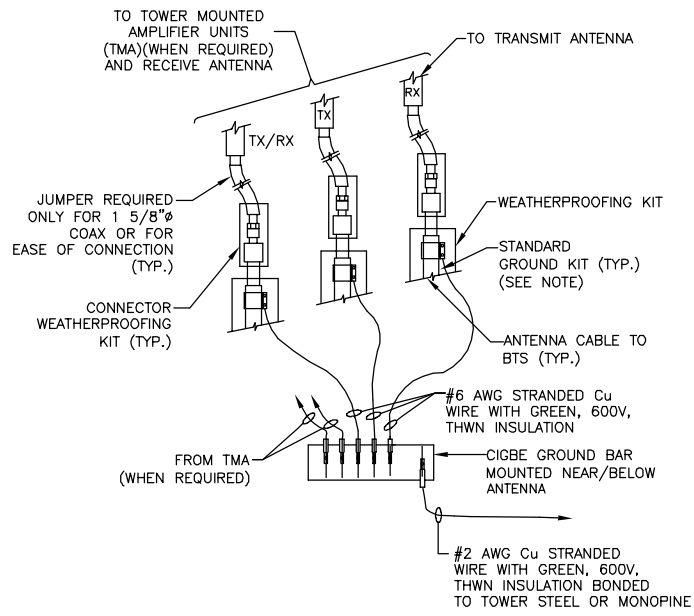 TO TOWER MOUNTED
AMPLIFIER UNITS
(TMA)(WHEN REQUIRED)
AND RECEIVE ANTENNA
TO TRANSMIT ANTENNA
RX
TX
TX/RX
JUMPER REQUIRED
ONLY FOR 1 5/8"ø
COAX OR FOR
EASE OF CONNECTION
(TYP.)
WEATHERPROOFING KIT
STANDARD
GROUND KIT (TYP.)
(SEE NOTE)
CONNECTOR
WEATHERPROOFING
KIT (TYP.)
ANTENNA CABLE TO
BTS (TYP.)
#6 AWG STRANDED Cu
WIRE WITH GREEN, 600V,
THWN INSULATION
FROM TMA
(WHEN REQUIRED)
CIGBE GROUND BAR
MOUNTED NEAR/BELOW
ANTENNA
#2 AWG Cu STRANDED
WIRE WITH GREEN, 600V,
THWN INSULATION BONDED
TO TOWER STEEL OR MONOPINE